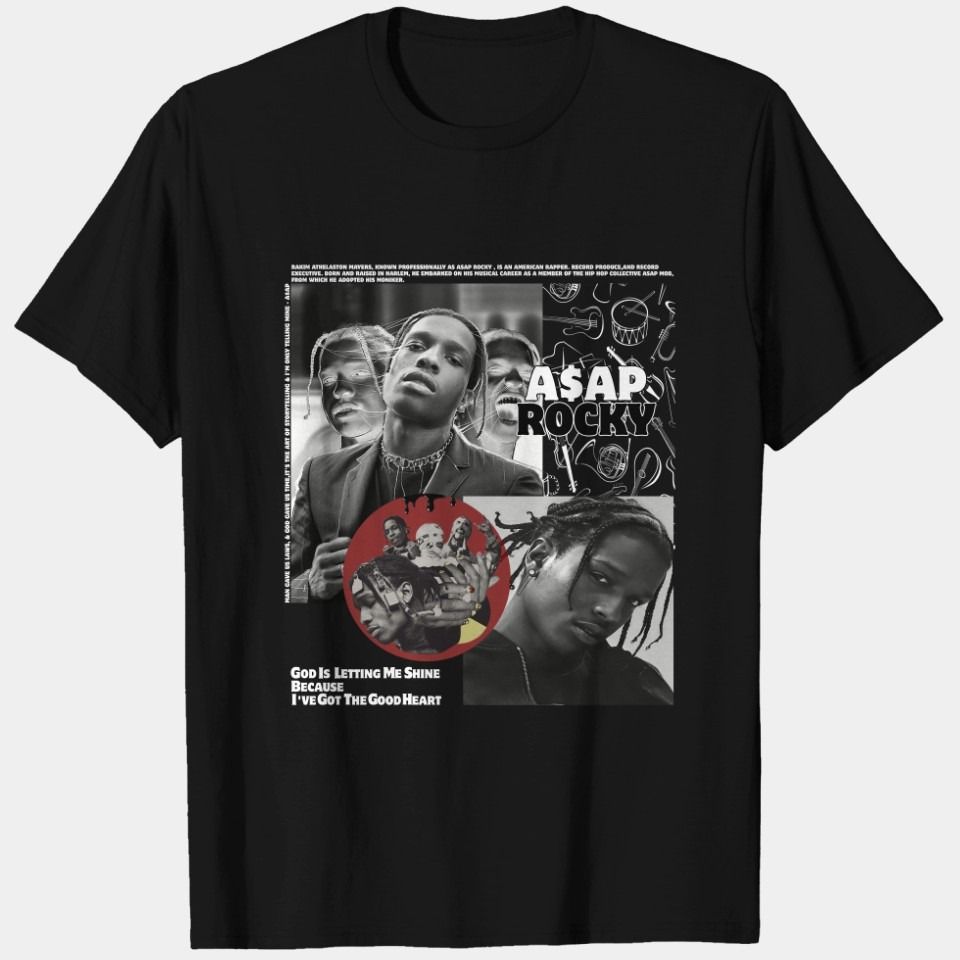 RAKIM ATHELASTON MAYERS, KNOWN PROFESSIONALLY AS ASAP ROCKY , IS AN AMERICAN RAPPER. RECORD PRODUCE,AND RECORD
EXECUTIVE. BORN AND RAISED IN HARLEM, HE EMBARKED ON HIS MUSICAL CAREER AS A MEMBER OF THE HIP HOP COLLECTIVE ASAP MOB,
FROM WHICH HE ADOPTED HIS MONIKER.
MAN GAVE US LAWS, & GOD GAVE US TIME,IT'S THE ART OF STORYTELLING & I'M ONLY TELLING MINE - A$AP
A$AP
ROCKY
GOD IS LETTING ME SHINE
BECAUSE
I'VE GOT THE GOOD HEART